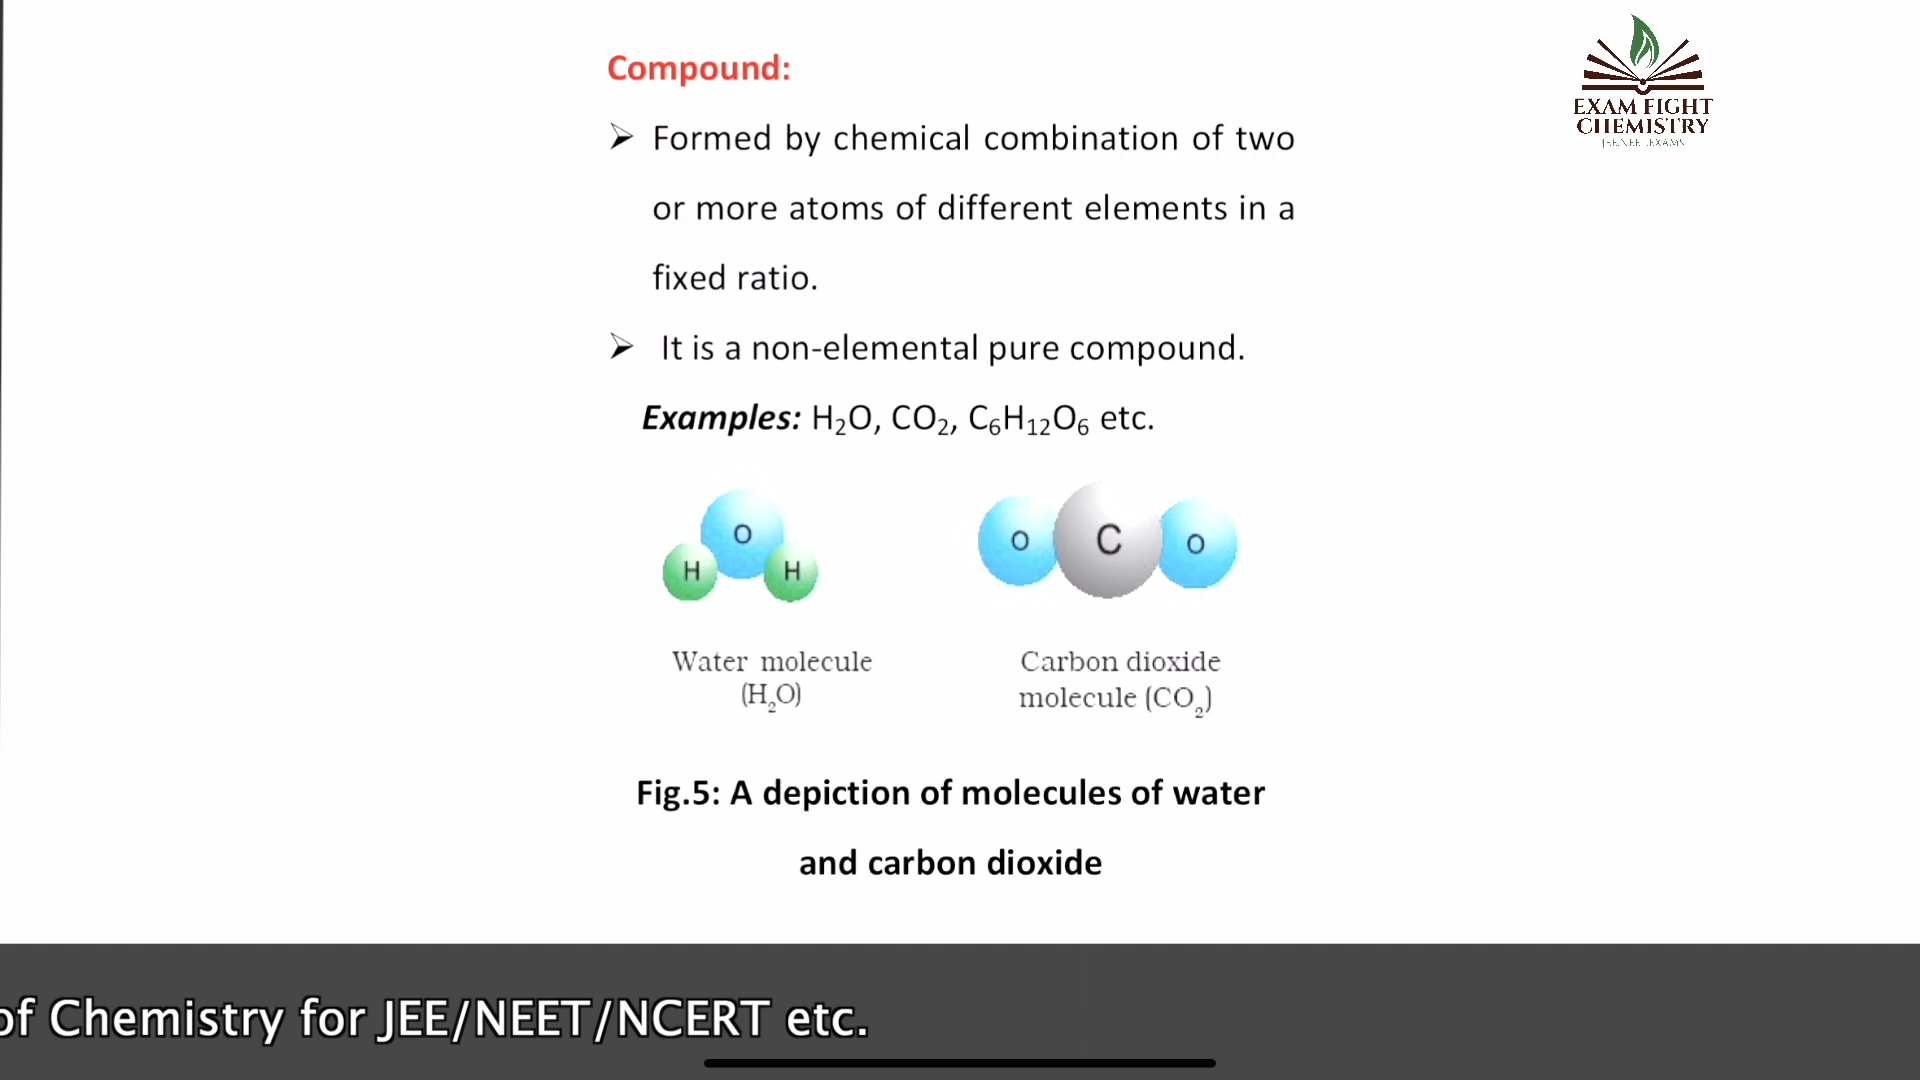 Compound:
EXAM FIGHT
CHEMISTRY
➢ Formed by chemical combination of two
or more atoms of different elements in a
fixed ratio.
➢ It is a non-elemental pure compound.
Examples: H₂O, CO₂, C₆H₁₂O₆ etc.
O
H H
O C O
Water molecule
(H₂O)
Carbon dioxide
molecule (CO₂)
Fig.5: A depiction of molecules of water
and carbon dioxide
of Chemistry for JEE/NEET/NCERT etc.